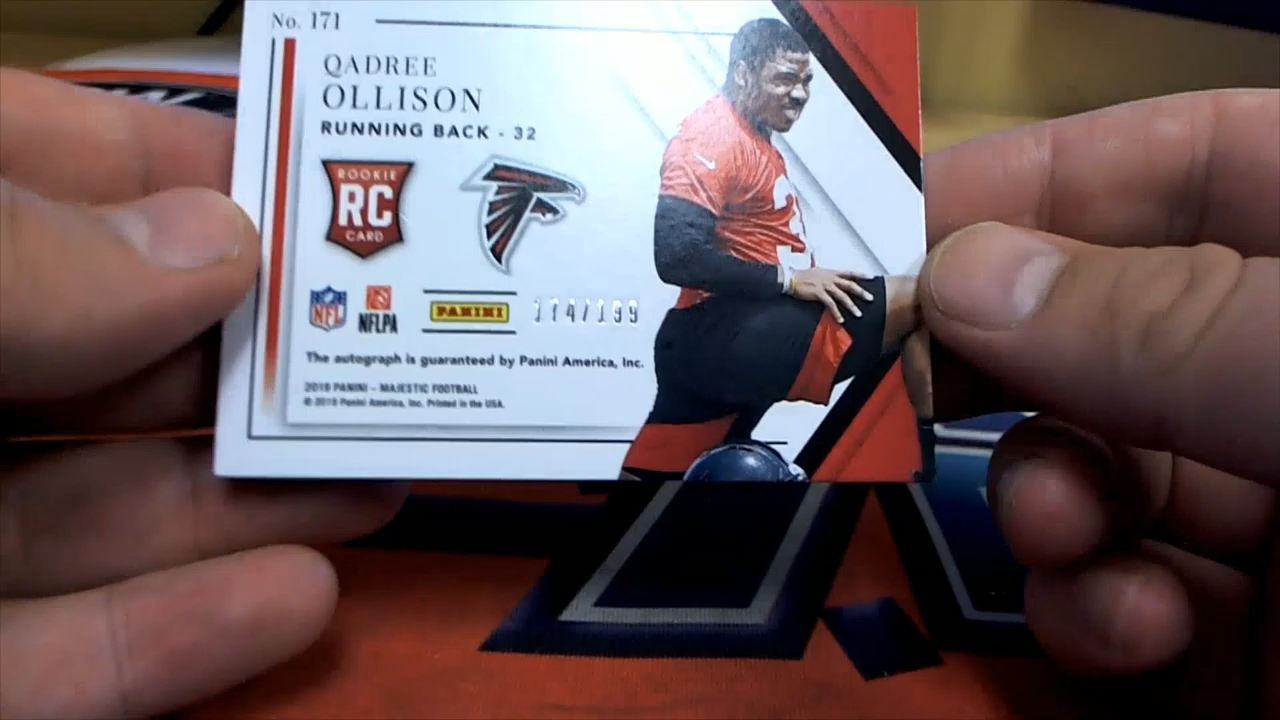 No. 171
QADREE
OLLISON
RUNNING BACK - 32
ROOKIE
RC
CARD
NFL
NFLPA
PANINI
174/199
The autograph is guaranteed by Panini America, Inc.
2019 PANINI – MAJESTIC FOOTBALL
© 2019 Panini America, Inc. Printed in the USA.